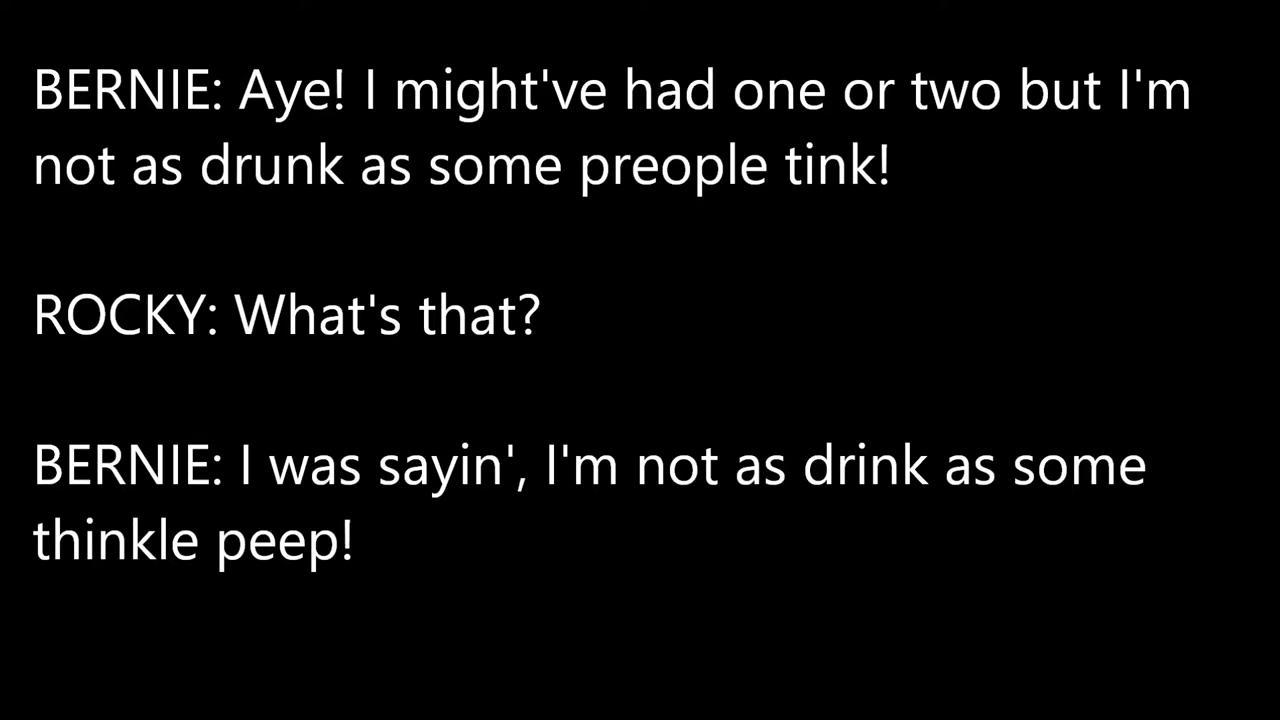 BERNIE: Aye! I might've had one or two but I'm
not as drunk as some preople tink!
ROCKY: What's that?
BERNIE: I was sayin', I'm not as drink as some
thinkle peep!